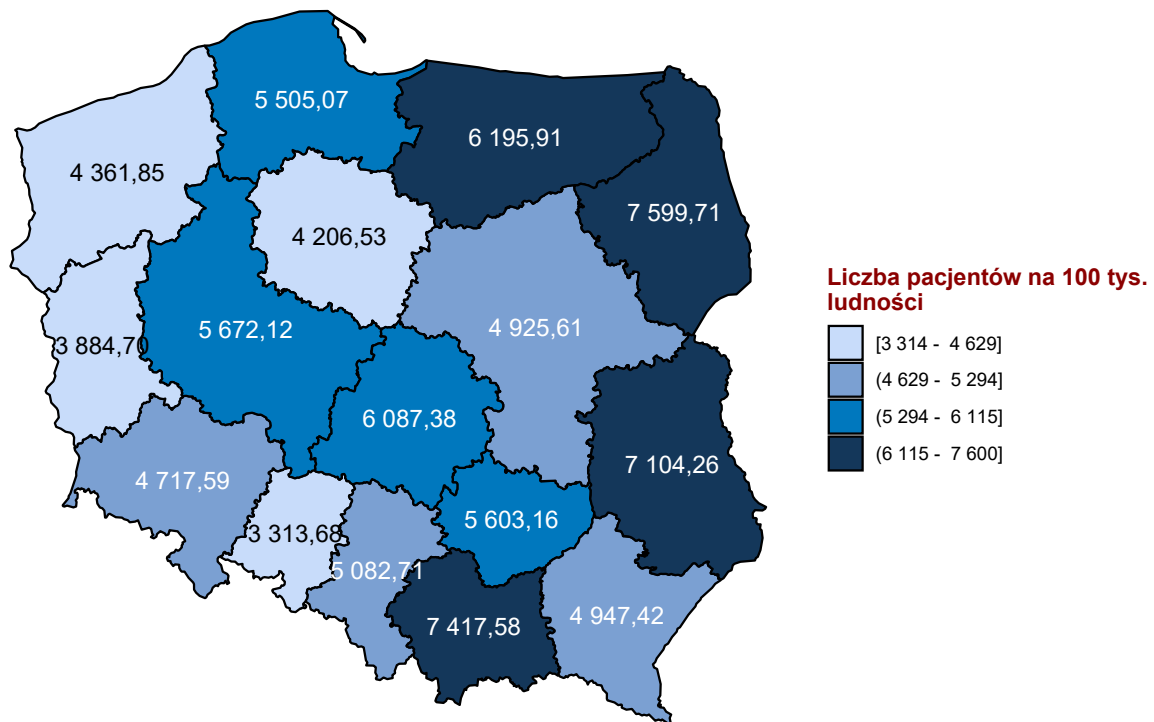 5 505,07
6 195,91
4 361,85
7 599,71
4 206,53
4 925,61
5 672,12
3 884,70
6 087,38
7 104,26
4 717,59
5 603,16
3 313,68
5 082,71
4 947,42
7 417,58
Liczba pacjentów na 100 tys.
ludności
[3 314 - 4 629]
(4 629 - 5 294]
(5 294 - 6 115]
(6 115 - 7 600]